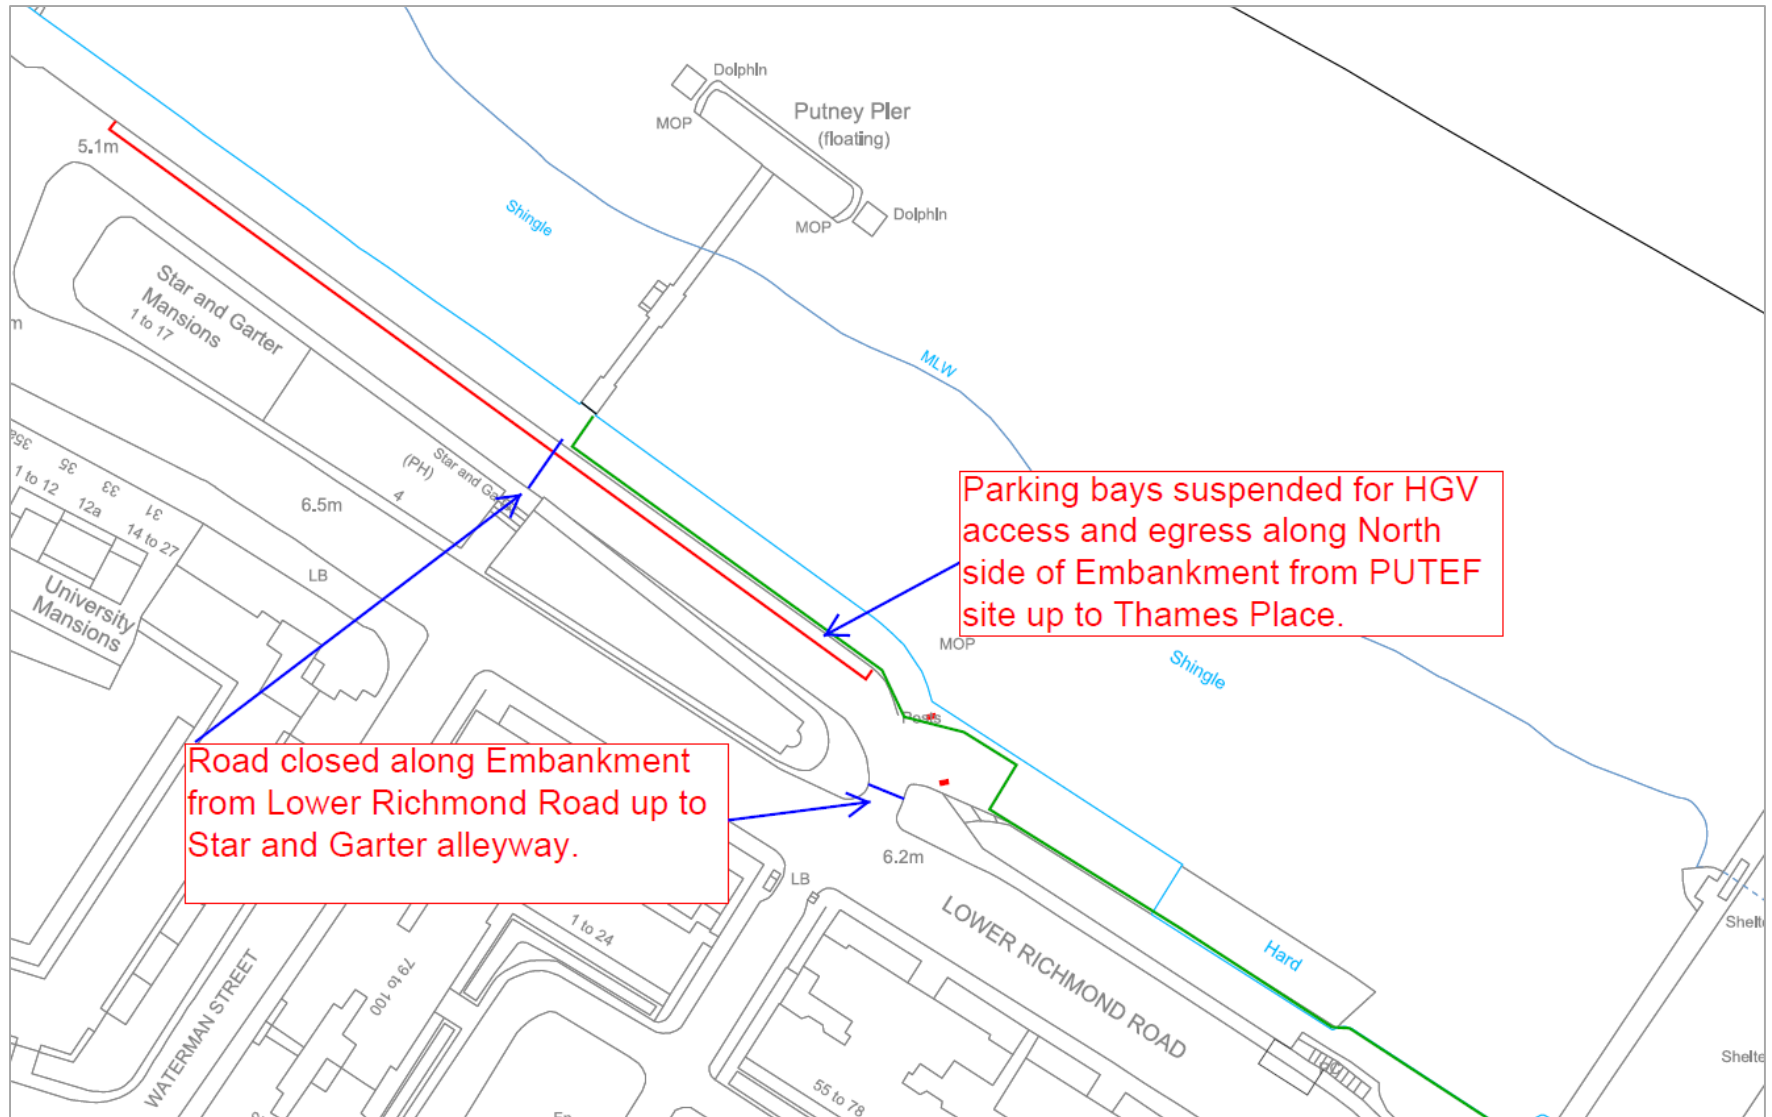 Dolphin
Putney Pier
(floating)
MOP
5.1m
Dolphin
MOP
Shingle
Star and Garter
Mansions
1 to 17
MLW
Star and
(PH)
4
35
33
31
1 to 12
12a
14 to 27
6.5m
LB
University
Mansions
Parking bays suspended for HGV
access and egress along North
side of Embankment from PUTEF
site up to Thames Place.
MOP
Shingle
Posts
Road closed along Embankment
from Lower Richmond Road up to
Star and Garter alleyway.
6.2m
LB
1 to 24
79 to 100
LOWER RICHMOND ROAD
Hard
WATERMAN STREET
55 to 78